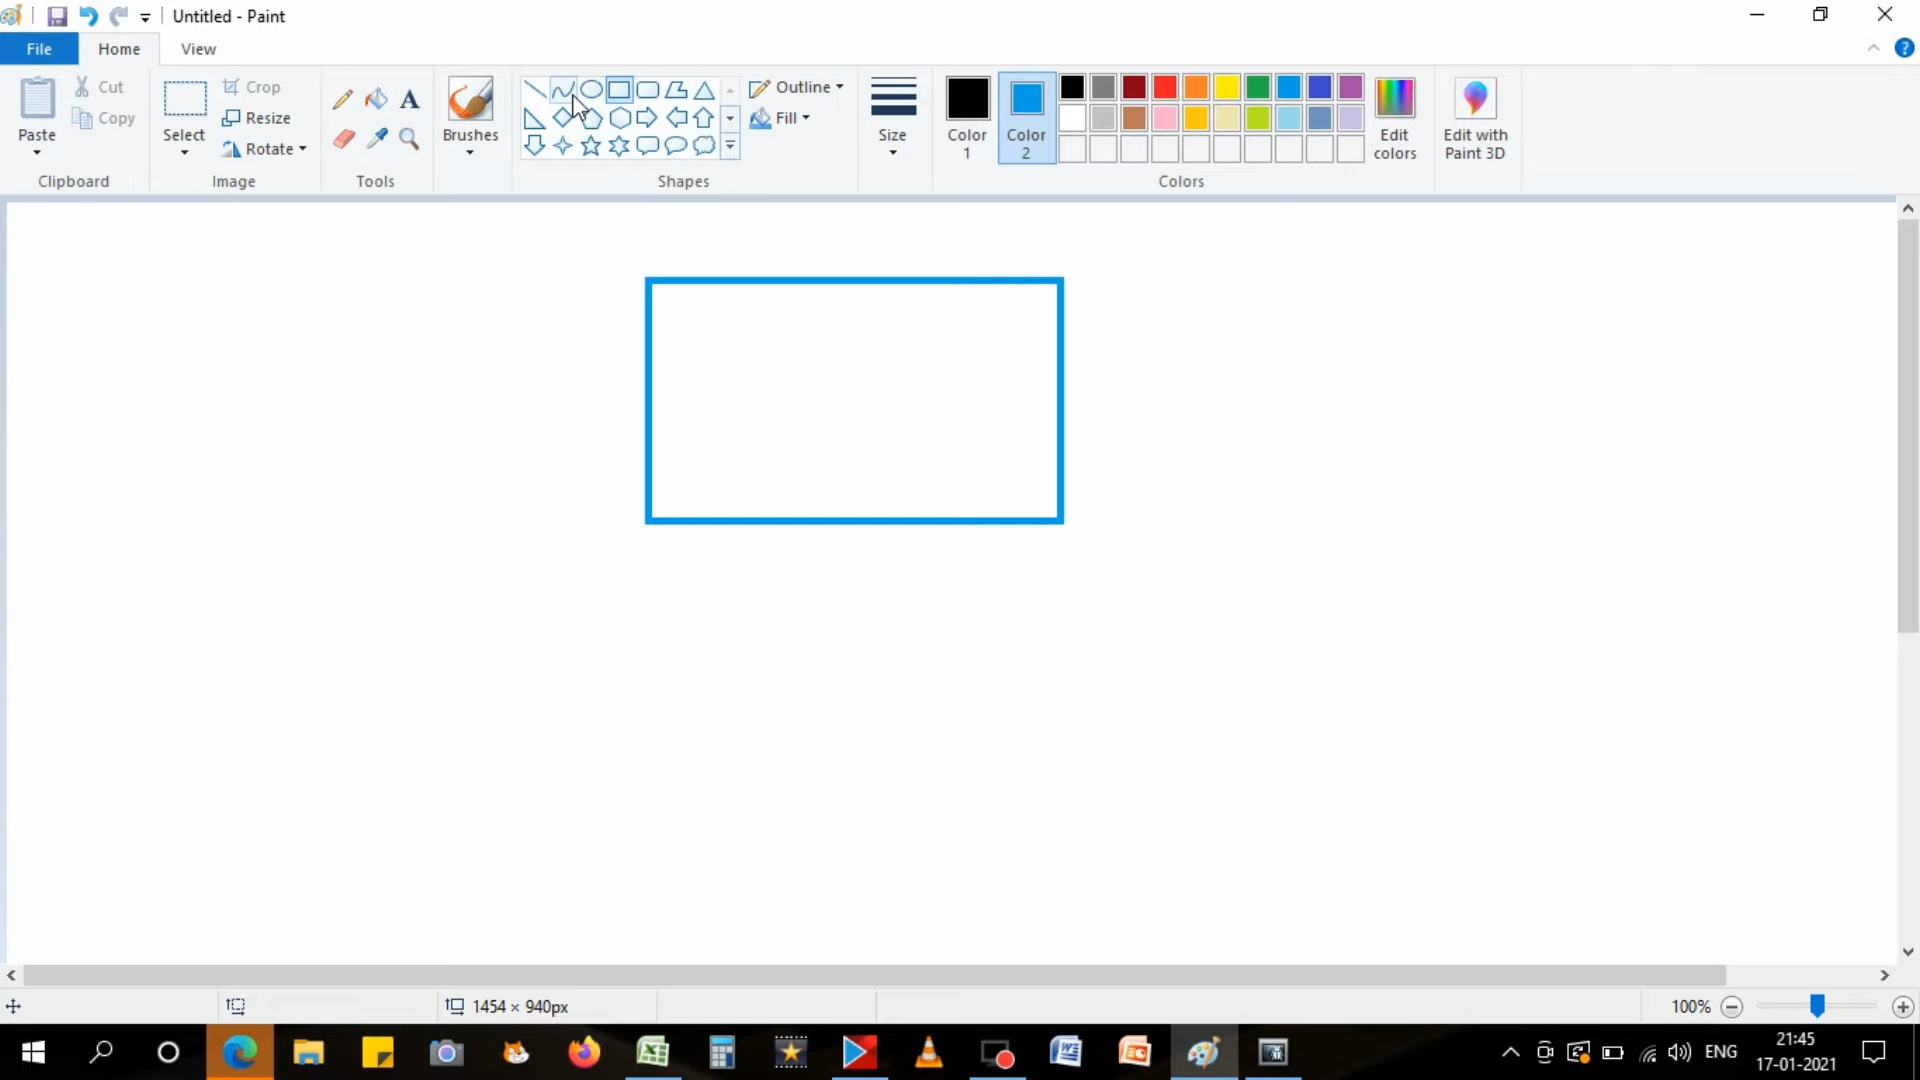 Untitled - Paint
File Home View
Paste
Cut
Copy
Clipboard
Select
Crop
Resize
Rotate
Image
A
Tools
Brushes
Shapes
Outline
Fill
Size
Color 1
Color 2
Edit colors
Edit with Paint 3D
Colors
1454 × 940px
100%
ENG
21:45
17-01-2021